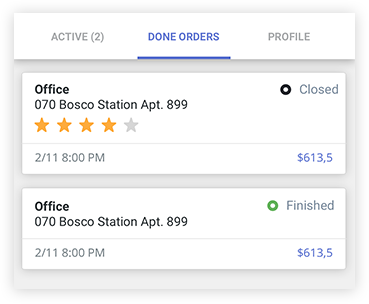 ACTIVE (2) DONE ORDERS PROFILE
Office Closed
070 Bosco Station Apt. 899
2/11 8:00 PM $613,5
Office Finished
070 Bosco Station Apt. 899
2/11 8:00 PM $613,5